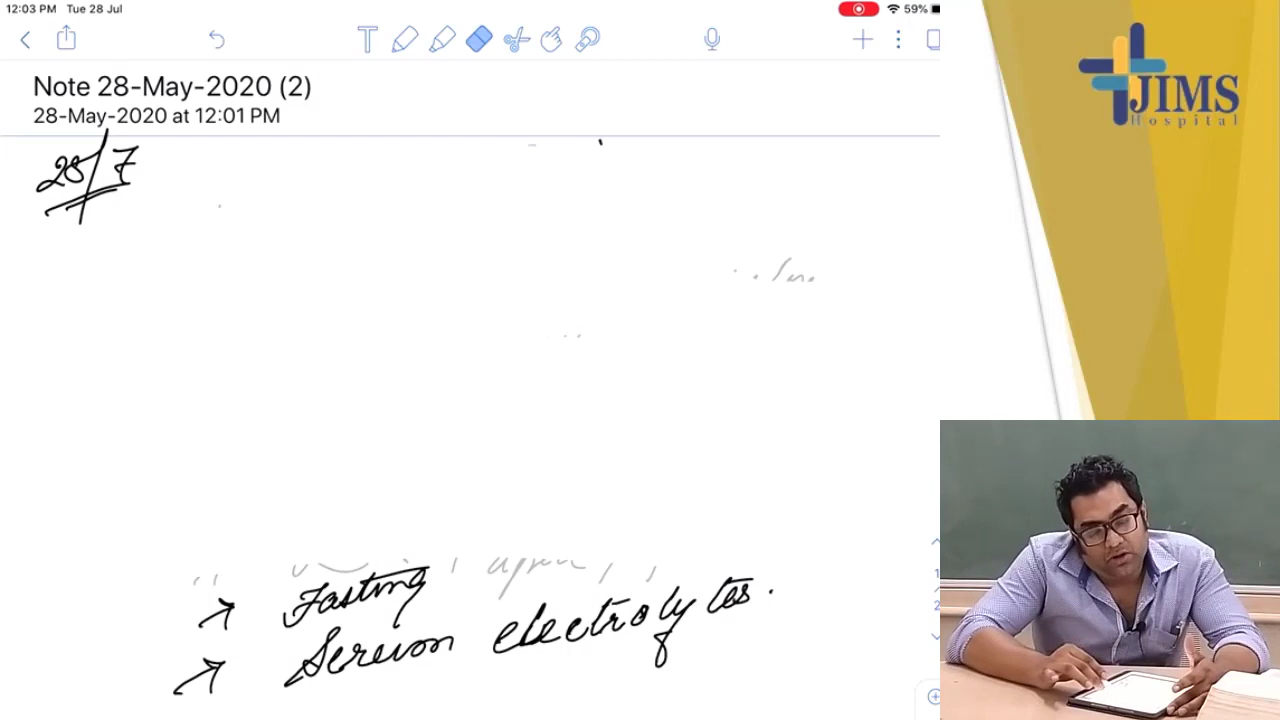 12:03 PM Tue 28 Jul
59%
JIMS
Hospital
T
Note 28-May-2020 (2)
28-May-2020 at 12:01 PM
28/7
→ Fasting
→ Serum electrolytes.